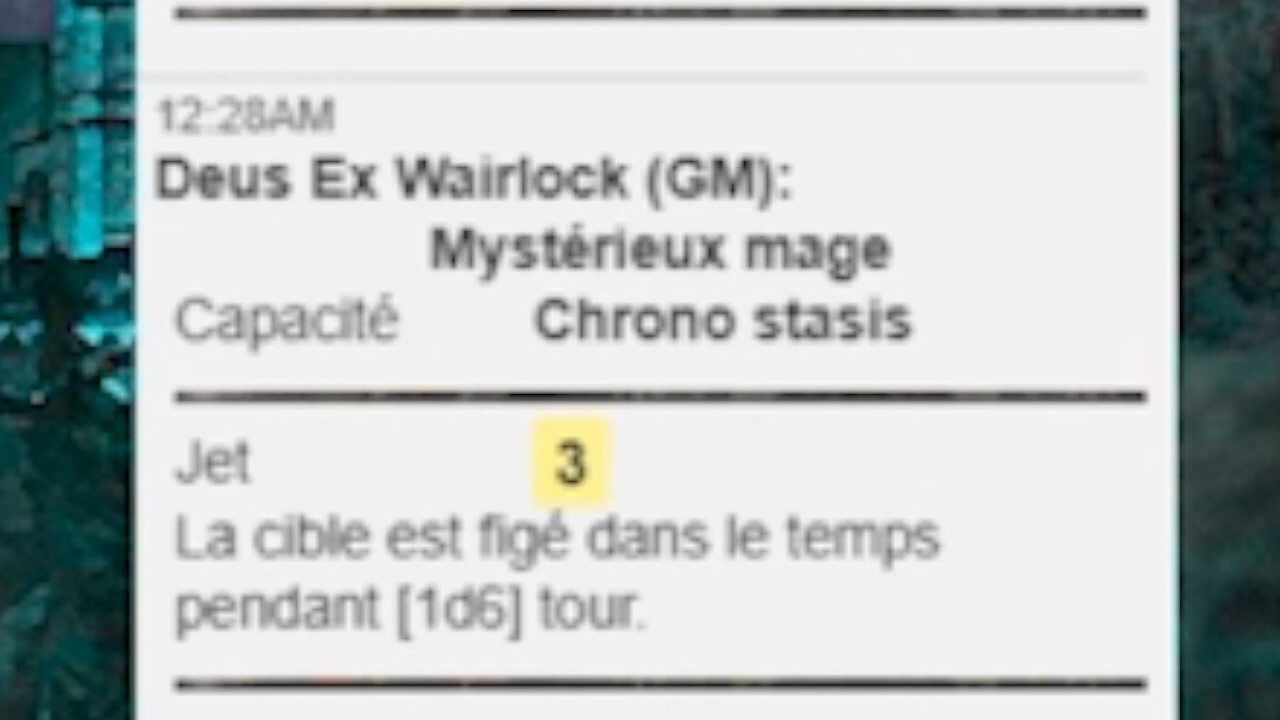 12:28AM
Deus Ex Wairlock (GM):
Mystérieux mage
Capacité Chrono stasis
Jet 3
La cible est figé dans le temps
pendant [1d6] tour.